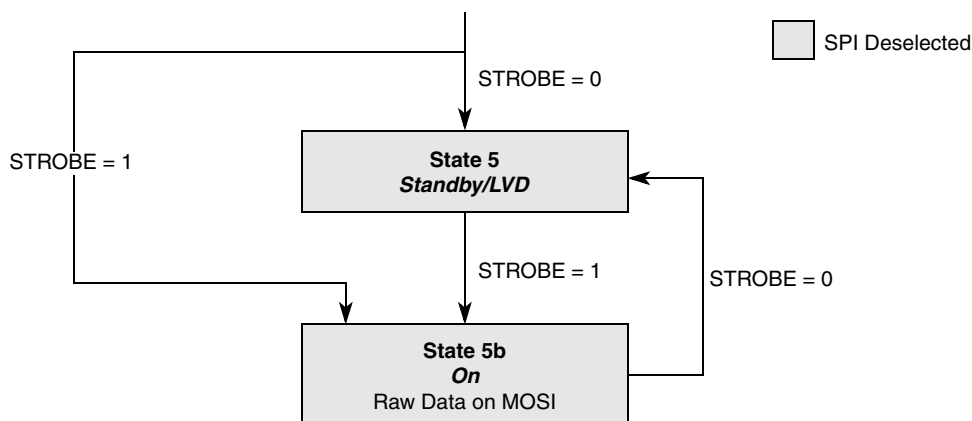 SPI Deselected
STROBE = 0
STROBE = 1
State 5
Standby/LVD
STROBE = 1
STROBE = 0
State 5b
On
Raw Data on MOSI